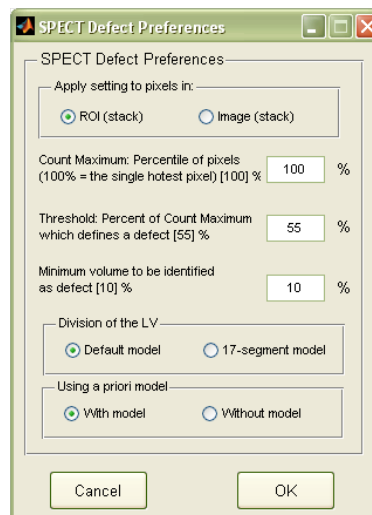 SPECT Defect Preferences
SPECT Defect Preferences
Apply setting to pixels in:
ROI (stack) Image (stack)
Count Maximum: Percentile of pixels
(100% = the single hotest pixel) [100] % 100 %
Threshold: Percent of Count Maximum
which defines a defect [55] % 55 %
Minimum volume to be identified
as defect [10] % 10 %
Division of the LV
Default model 17-segment model
Using a priori model
With model Without model
Cancel OK